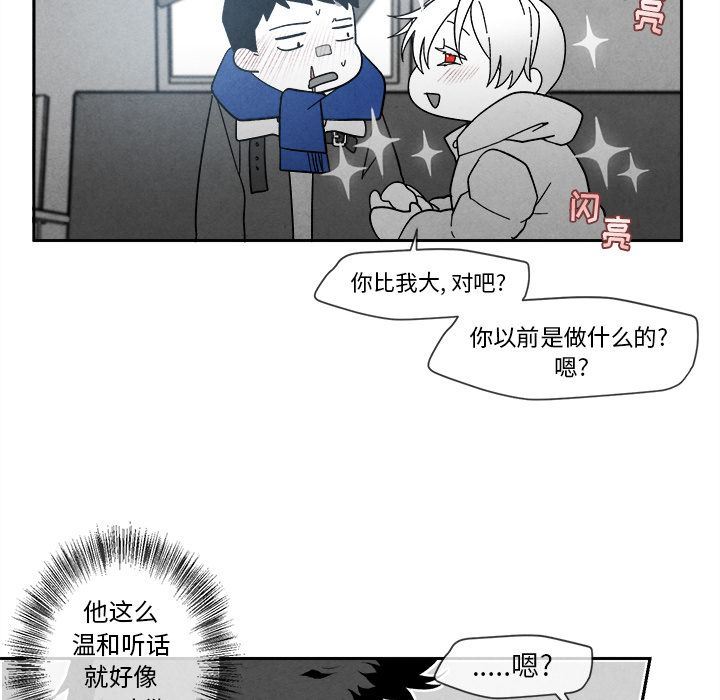 亮
闪
亮
你比我大, 对吧?
你以前是做什么的?
嗯?
他这么
温和听话
就好像
.....嗯?